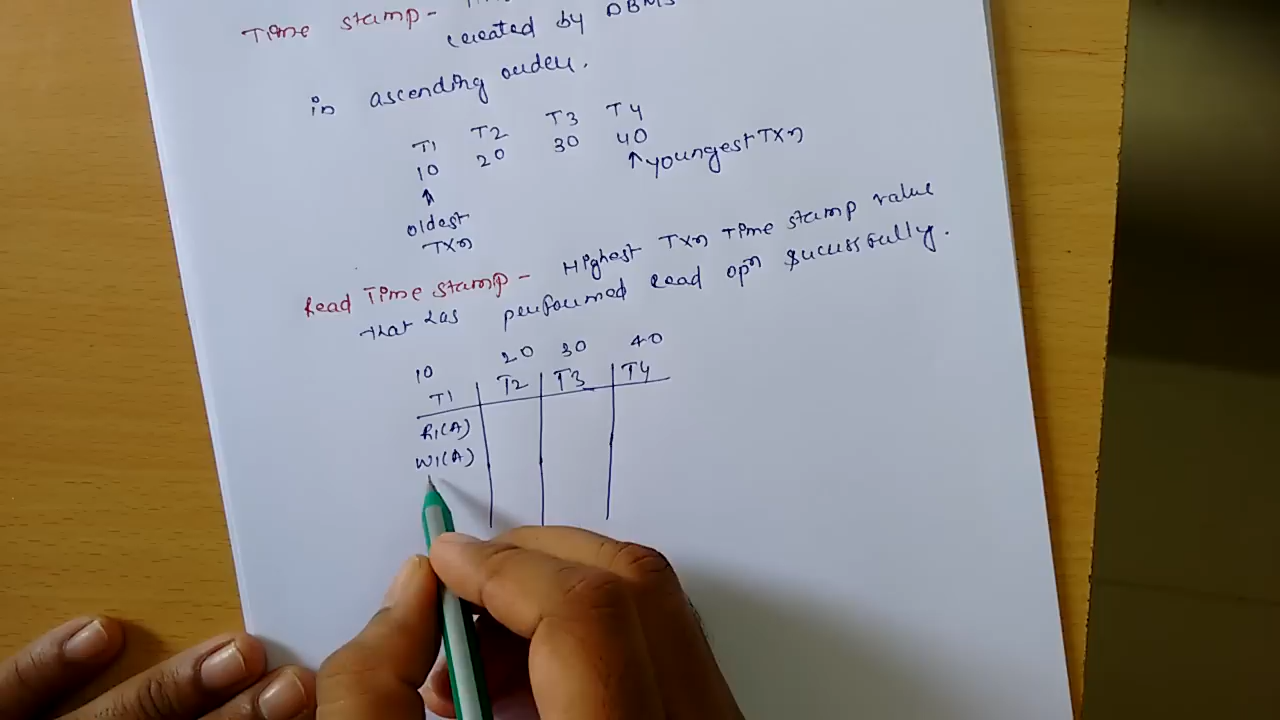 Time stamp -
created by DBMS
in ascending order.
T1 T2 T3 T4
10 20 30 40
↑ ↑ youngest TXn
oldest
TXn
Read Time stamp - Highest TXn Time stamp value
that has performed read opn successfully.
10 20 30 40
T1 T2 T3 T4
R1(A)
W1(A)